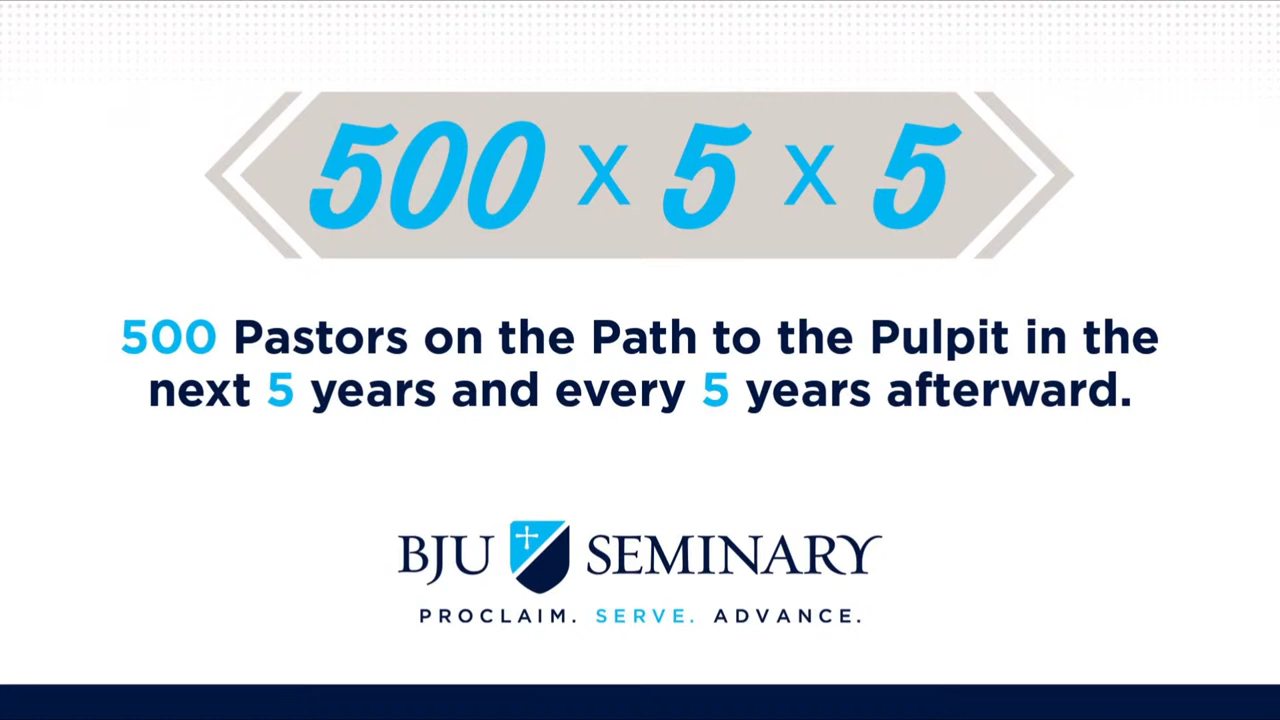 500 x 5 x 5
500 Pastors on the Path to the Pulpit in the
next 5 years and every 5 years afterward.
BJU SEMINARY
PROCLAIM. SERVE. ADVANCE.